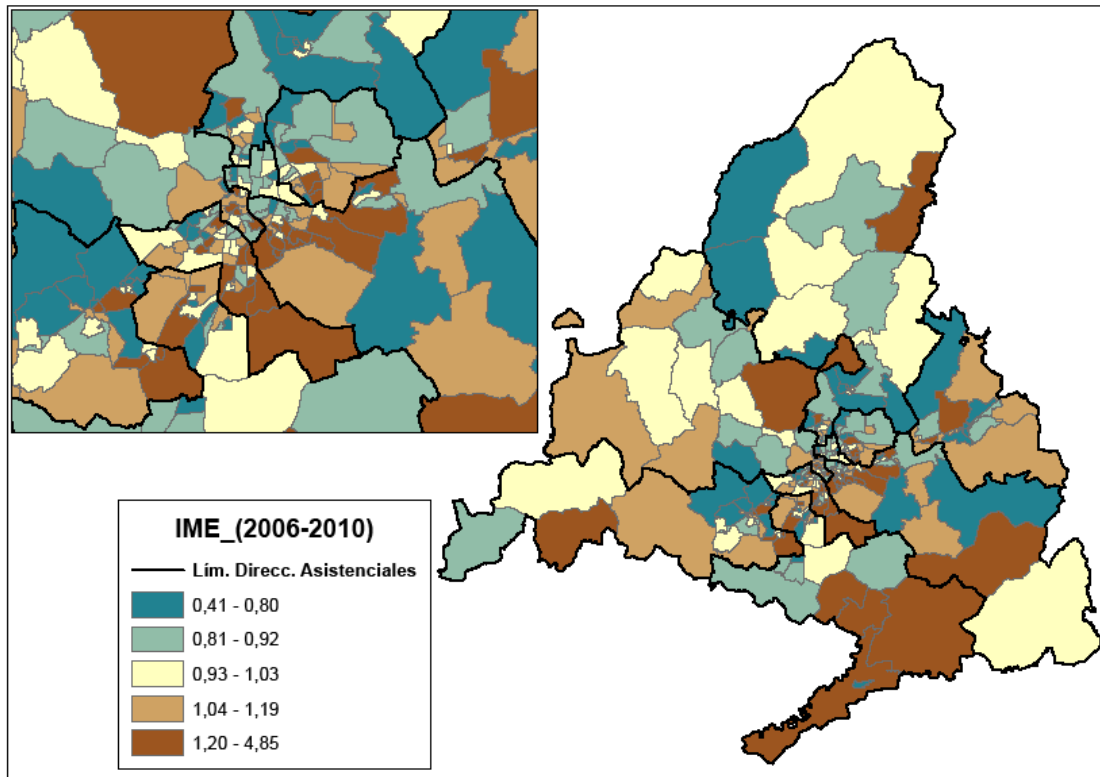 IME_(2006-2010)
Lím. Direcc. Asistenciales
0,41 - 0,80
0,81 - 0,92
0,93 - 1,03
1,04 - 1,19
1,20 - 4,85